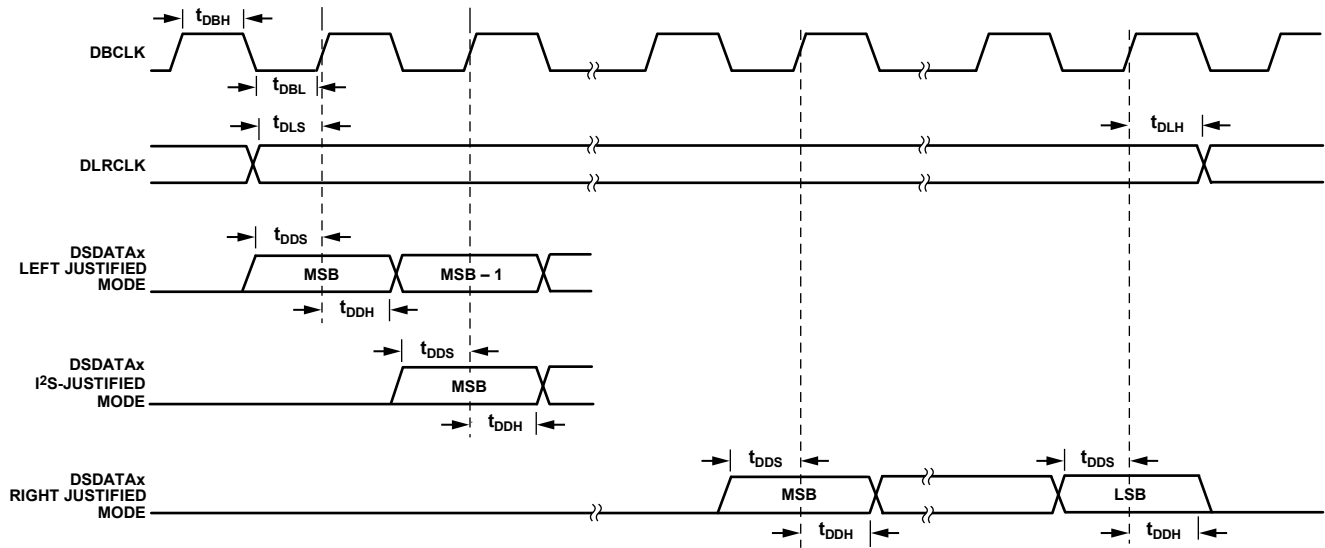 tDBH
DBCLK
tDBL
tDLS
tDLH
DLRCLK
tDDS
DSDATAx
LEFT JUSTIFIED
MODE
MSB
MSB – 1
tDDH
tDDS
DSDATAx
I2S-JUSTIFIED
MODE
MSB
tDDH
tDDS
tDDS
DSDATAx
RIGHT JUSTIFIED
MODE
MSB
LSB
tDDH
tDDH